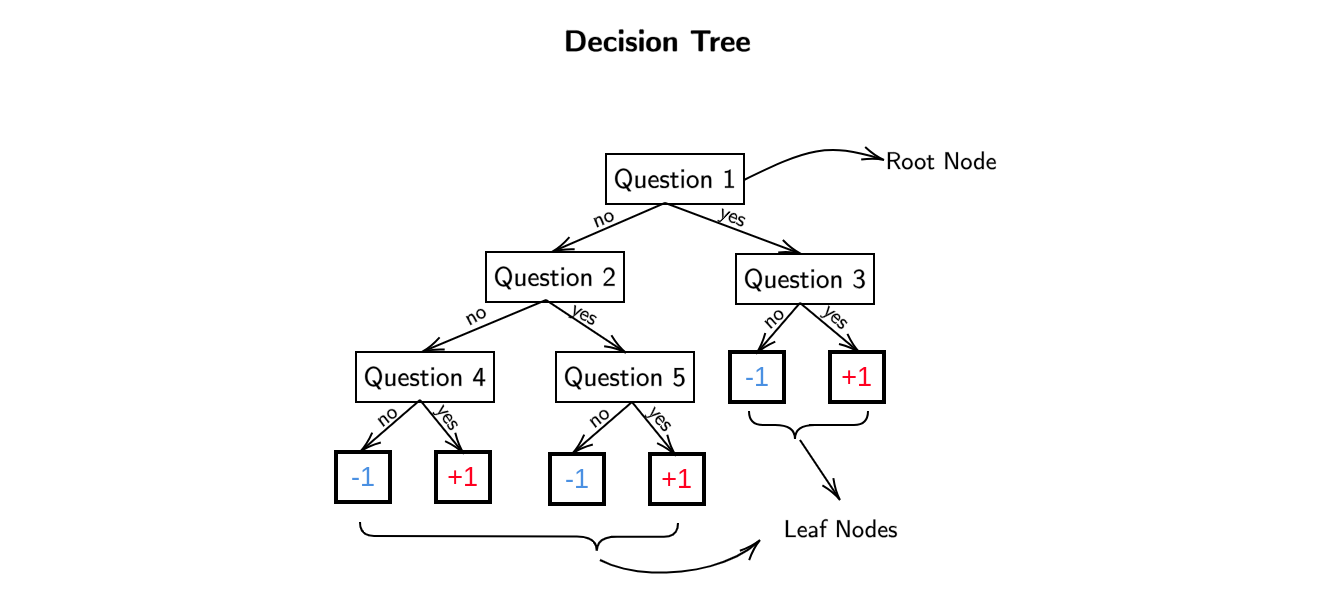 Decision Tree
Root Node
Question 1
no
yes
Question 2
Question 3
no
yes
no
yes
Question 4
Question 5
-1
+1
no
yes
no
yes
-1
+1
-1
+1
Leaf Nodes